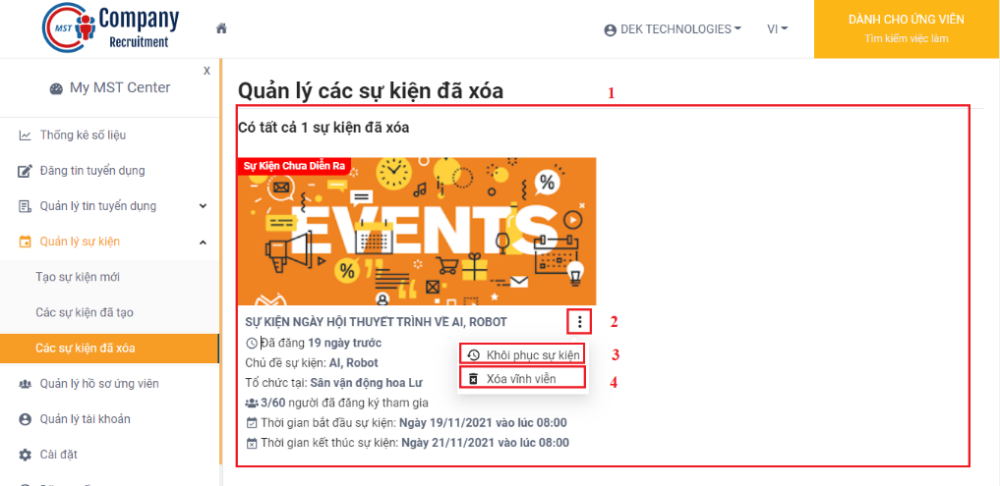 MST
Company
Recruitment
DEK TECHNOLOGIES
VI
DÀNH CHO ỨNG VIÊN
Tìm kiếm việc làm
X
My MST Center
Thống kê số liệu
Đăng tin tuyển dụng
Quản lý tin tuyển dụng
Quản lý sự kiện
Tạo sự kiện mới
Các sự kiện đã tạo
Các sự kiện đã xóa
Quản lý hồ sơ ứng viên
Quản lý tài khoản
Cài đặt
Quản lý các sự kiện đã xóa
1
Có tất cả 1 sự kiện đã xóa
Sự Kiện Chưa Diễn Ra
EVENTS
SỰ KIỆN NGÀY HỘI THUYẾT TRÌNH VỀ AI, ROBOT
2
Đã đăng 19 ngày trước
Chủ đề sự kiện: AI, Robot
Tổ chức tại: Sân vận động hoa Lư
3/60 người đã đăng ký tham gia
Thời gian bắt đầu sự kiện: Ngày 19/11/2021 vào lúc 08:00
Thời gian kết thúc sự kiện: Ngày 21/11/2021 vào lúc 08:00
Khôi phục sự kiện
3
Xóa vĩnh viễn
4